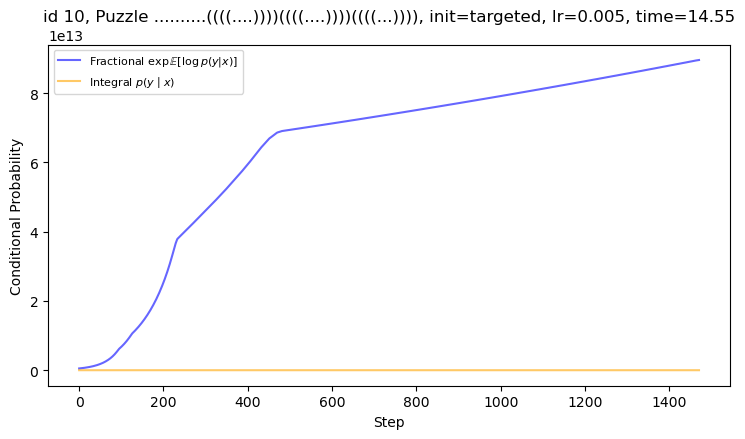 id 10, Puzzle ..........((((....))))((((....))))((((...)))), init=targeted, lr=0.005, time=14.55
1e13
Fractional exp𝔼[log p(y|x)]
Integral p(y | x)
8
6
4
2
0
Conditional Probability
0 200 400 600 800 1000 1200 1400
Step